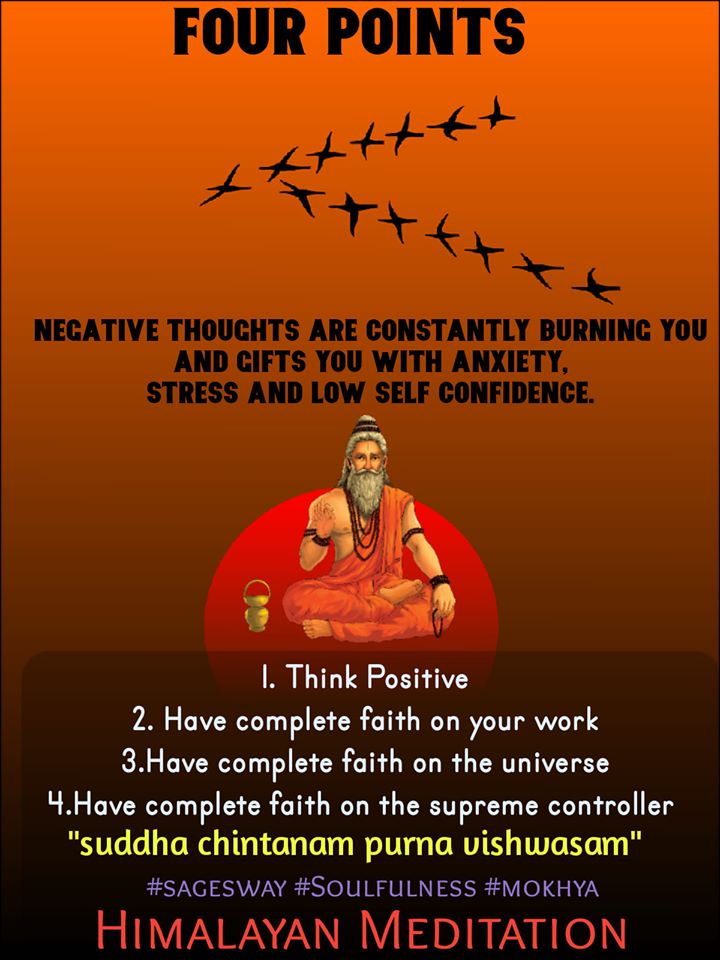 FOUR POINTS
NEGATIVE THOUGHTS ARE CONSTANTLY BURNING YOU
AND GIFTS YOU WITH ANXIETY,
STRESS AND LOW SELF CONFIDENCE.
1. Think Positive
2. Have complete faith on your work
3.Have complete faith on the universe
4.Have complete faith on the supreme controller
"suddha chintanam purna vishwasam"
#sagesway #Soulfulness #mokhya
Himalayan Meditation